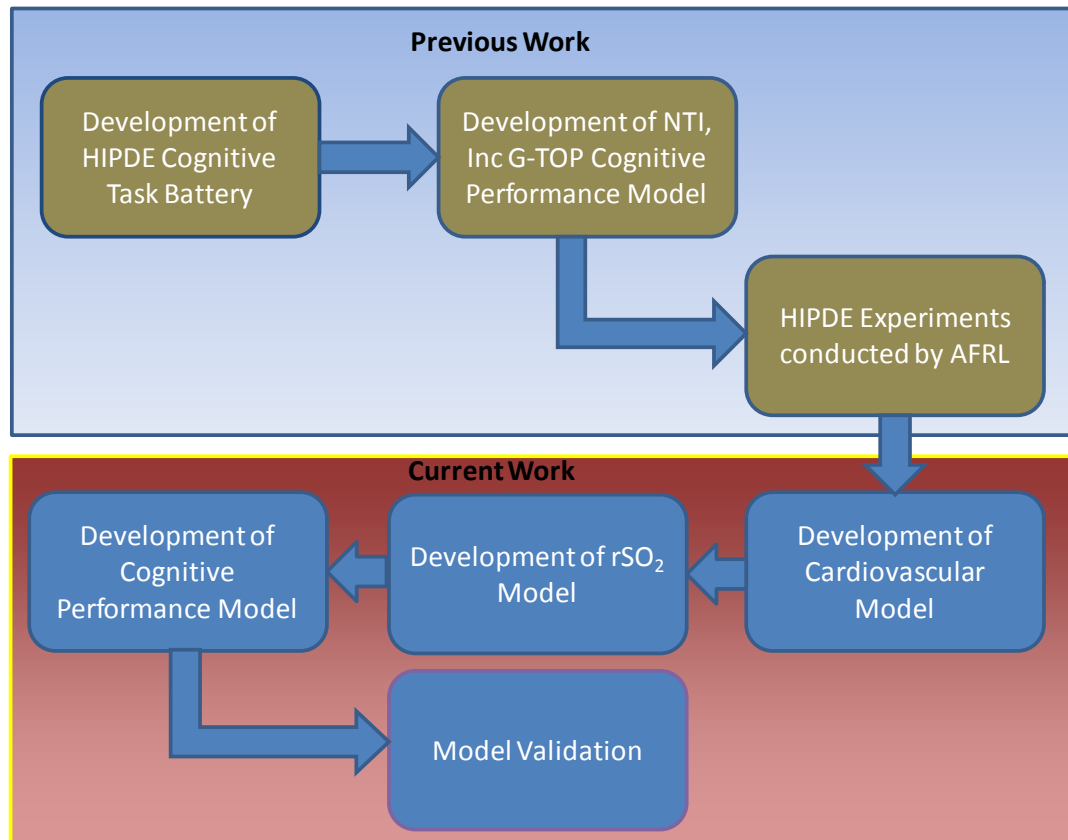 Previous Work
Development of
HIPDE Cognitive
Task Battery
Development of NTI,
Inc G-TOP Cognitive
Performance Model
HIPDE Experiments
conducted by AFRL
Current Work
Development of
Cardiovascular
Model
Development of rSO₂
Model
Development of
Cognitive
Performance Model
Model Validation